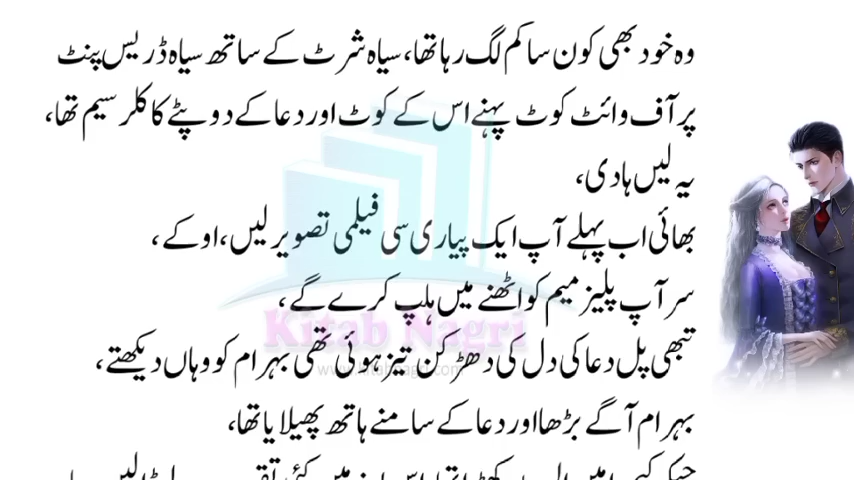 وہ خود بھی کون سا کم لگ رہا تھا، سیاہ شرٹ کے ساتھ سیاہ ڈریس پنٹ
پر آف وائٹ کوٹ پہنے اس کے کوٹ اور دعا کے دوپٹے کا کلر سیم تھا،
یہ لیں ہادی،
بھائی اب پہلے آپ ایک پیاری سی فیلمی تصویر لیں، اوکے،
سر آپ پلیز میم کو اٹھنے میں ہلپ کرے گے،
Kitab Nagri
تبھی پل دعا کی دل کی دھڑکن تیز ہوئی تھی بہرام کو وہاں دیکھتے،
بہرام آگے بڑھا اور دعا کے سامنے ہاتھ پھیلایا تھا،